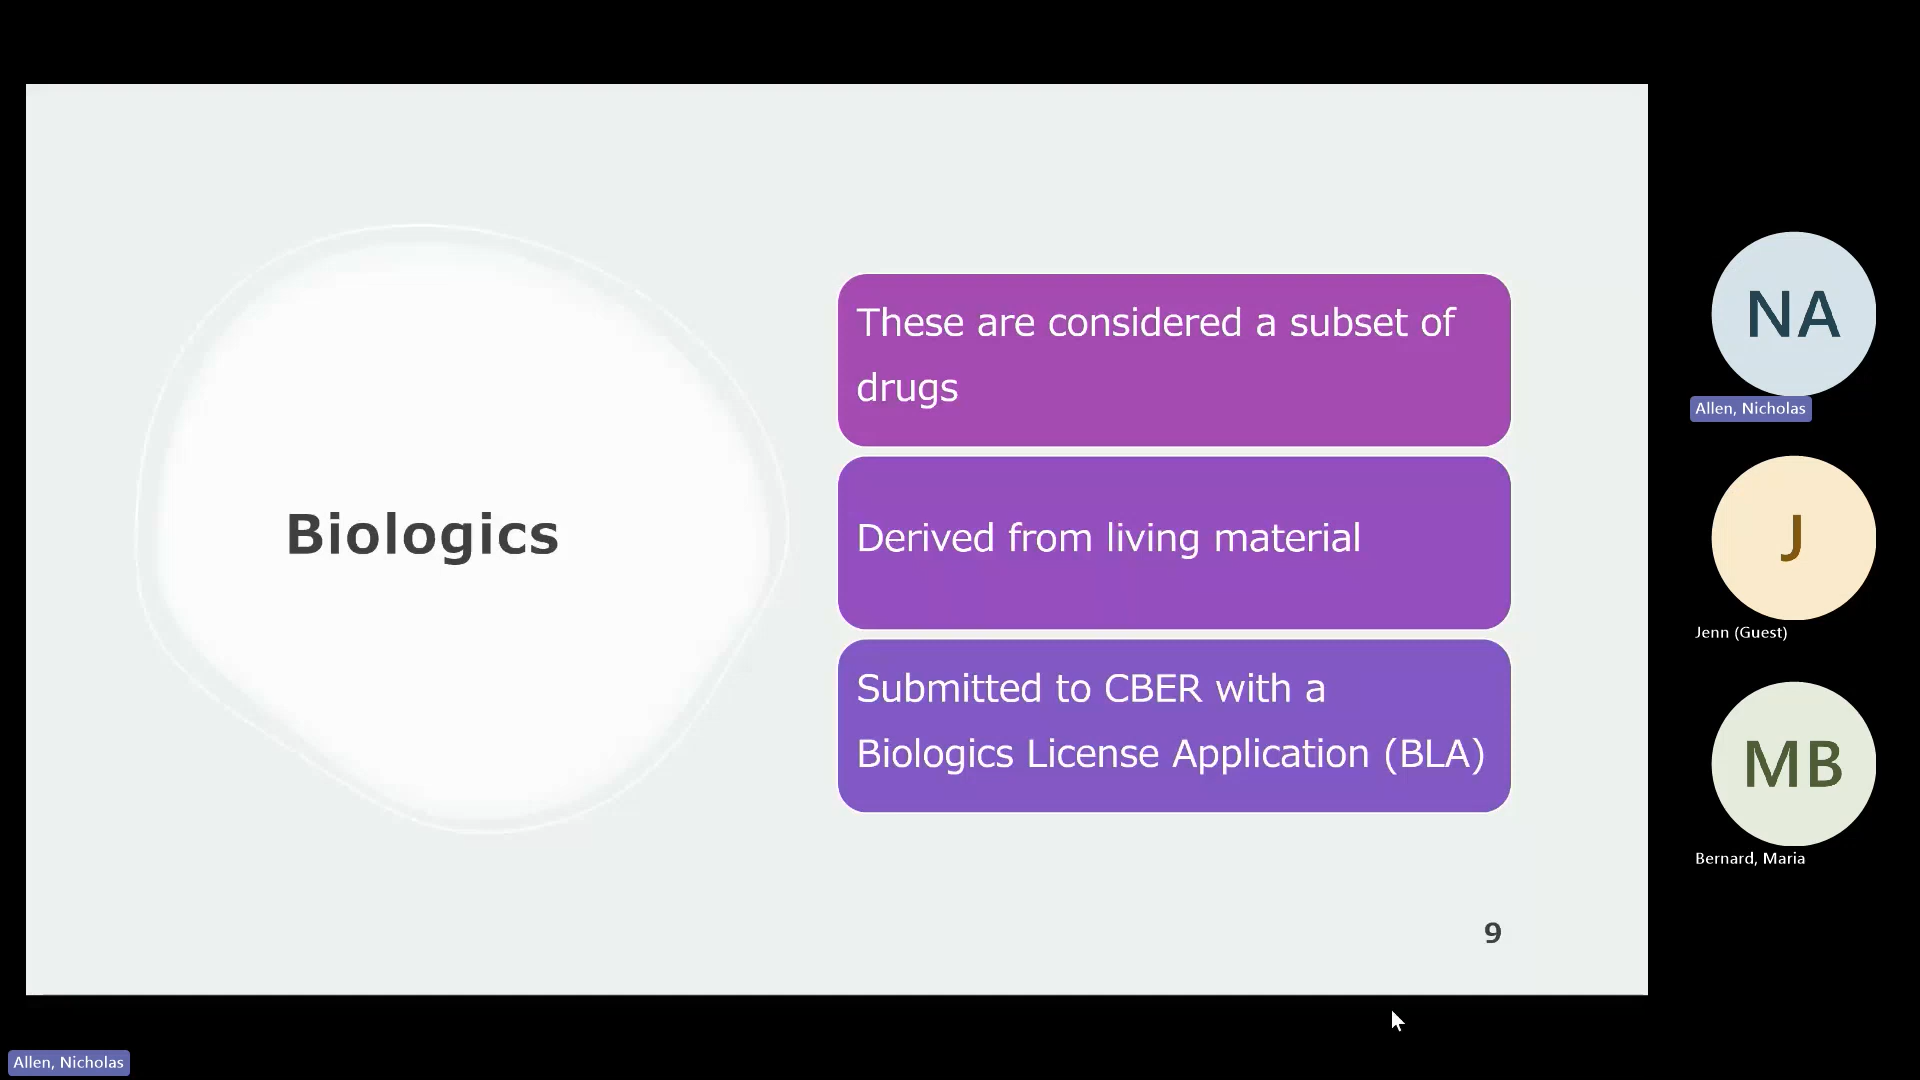 Biologics
These are considered a subset of
drugs
Derived from living material
Submitted to CBER with a
Biologics License Application (BLA)
9
NA
Allen, Nicholas
J
Jenn (Guest)
MB
Bernard, Maria
Allen, Nicholas